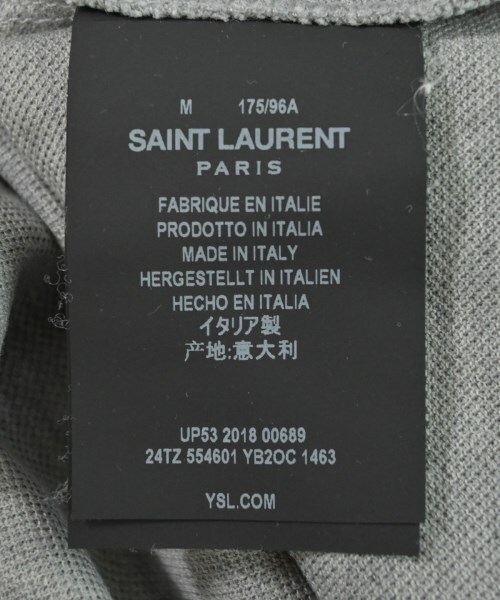 M 175/96A
SAINT LAURENT
PARIS
FABRIQUE EN ITALIE
PRODOTTO IN ITALIA
MADE IN ITALY
HERGESTELLT IN ITALIEN
HECHO EN ITALIA
イタリア製
产地:意大利
UP53 2018 00689
24TZ 554601 YB2OC 1463
YSL.COM